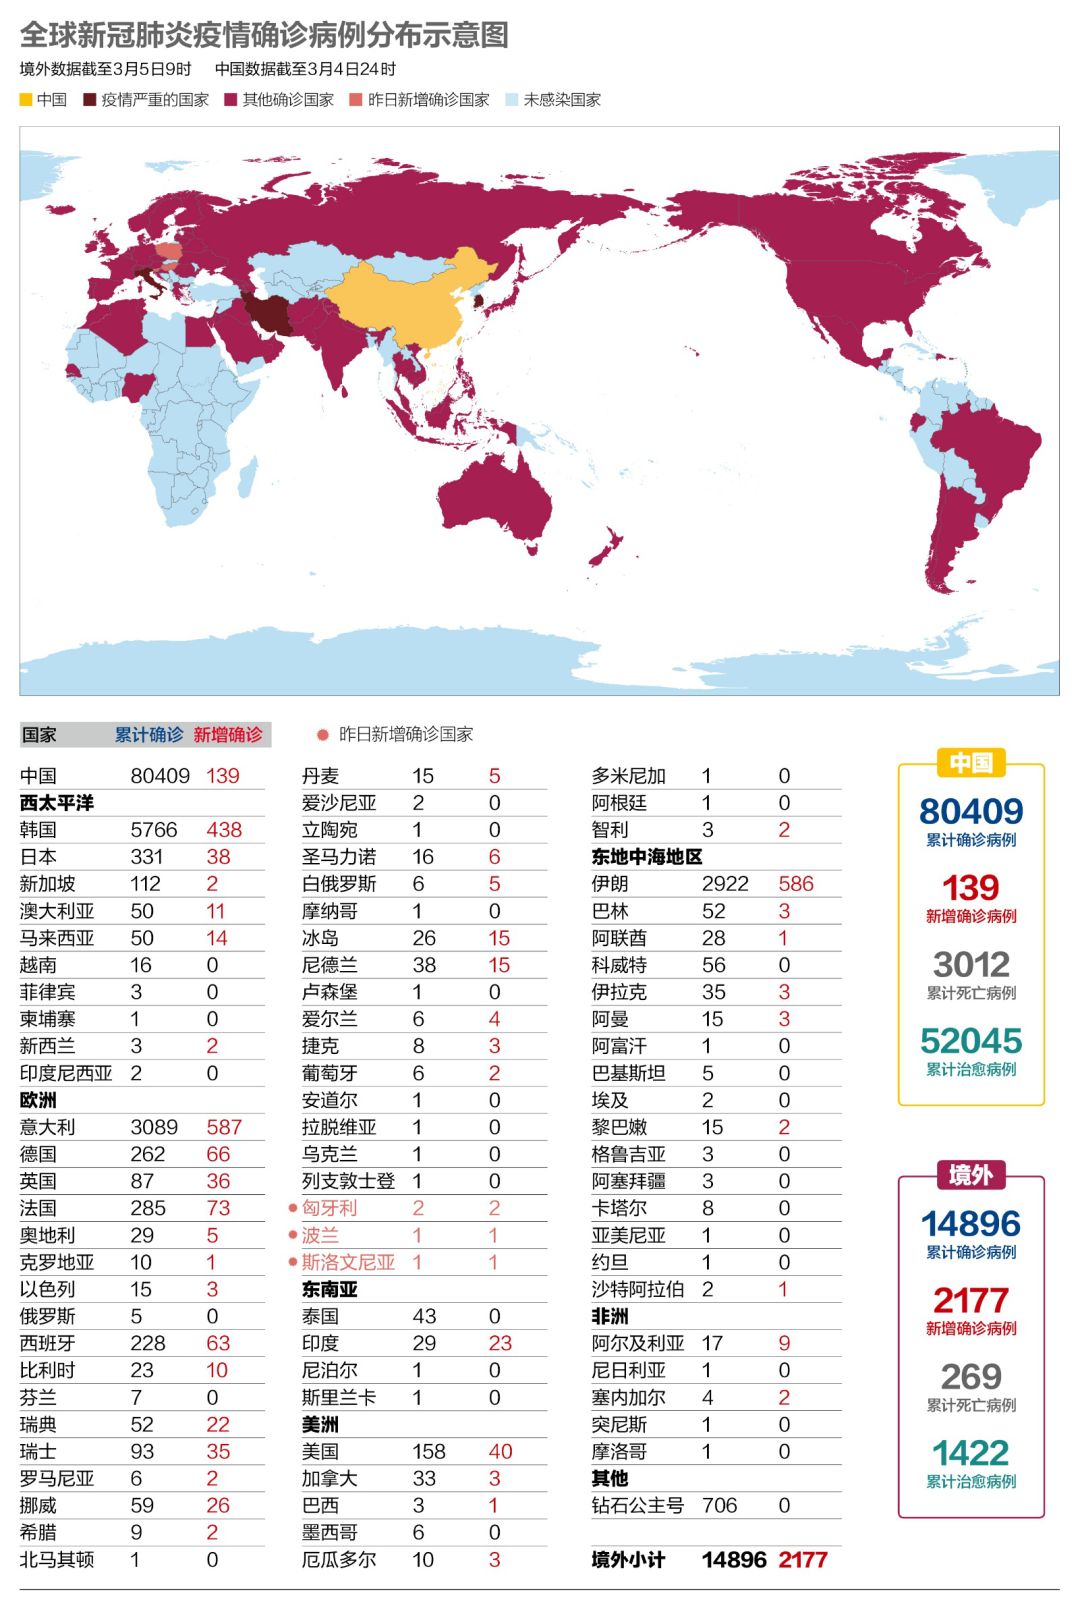 全球新冠肺炎疫情确诊病例分布示意图
境外数据截至3月5日9时 中国数据截至3月4日24时
中国 疫情严重的国家 其他确诊国家 昨日新增确诊国家 未感染国家
国家 累计确诊 新增确诊
中国 80409 139
西太平洋
韩国 5766 438
日本 331 38
新加坡 112 2
澳大利亚 50 11
马来西亚 50 14
越南 16 0
菲律宾 3 0
柬埔寨 1 0
新西兰 3 2
印度尼西亚 2 0
欧洲
意大利 3089 587
德国 262 66
英国 87 36
法国 285 73
奥地利 29 5
克罗地亚 10 1
以色列 15 3
俄罗斯 5 0
西班牙 228 63
比利时 23 10
芬兰 7 0
瑞典 52 22
瑞士 93 35
罗马尼亚 6 2
挪威 59 26
希腊 9 2
北马其顿 1 0
昨日新增确诊国家
丹麦 15 5
爱沙尼亚 2 0
立陶宛 1 0
圣马力诺 16 6
白俄罗斯 6 5
摩纳哥 1 0
冰岛 26 15
尼德兰 38 15
卢森堡 1 0
爱尔兰 6 4
捷克 8 3
葡萄牙 6 2
安道尔 1 0
拉脱维亚 1 0
乌克兰 1 0
列支敦士登 1 0
匈牙利 2 2
波兰 1 1
斯洛文尼亚 1 1
东南亚
泰国 43 0
印度 29 23
尼泊尔 1 0
斯里兰卡 1 0
美洲
美国 158 40
加拿大 33 3
巴西 3 1
墨西哥 6 0
厄瓜多尔 10 3
多米尼加 1 0
阿根廷 1 0
智利 3 2
东地中海地区
伊朗 2922 586
巴林 52 3
阿联酋 28 1
科威特 56 0
伊拉克 35 3
阿曼 15 3
阿富汗 1 0
巴基斯坦 5 0
埃及 2 0
黎巴嫩 15 2
格鲁吉亚 3 0
阿塞拜疆 3 0
卡塔尔 8 0
亚美尼亚 1 0
约旦 1 0
沙特阿拉伯 2 1
非洲
阿尔及利亚 17 9
尼日利亚 1 0
塞内加尔 4 2
突尼斯 1 0
摩洛哥 1 0
其他
钻石公主号 706 0
境外小计 14896 2177
中国
80409
累计确诊病例
139
新增确诊病例
3012
累计死亡病例
52045
累计治愈病例
境外
14896
累计确诊病例
2177
新增确诊病例
269
累计死亡病例
1422
累计治愈病例